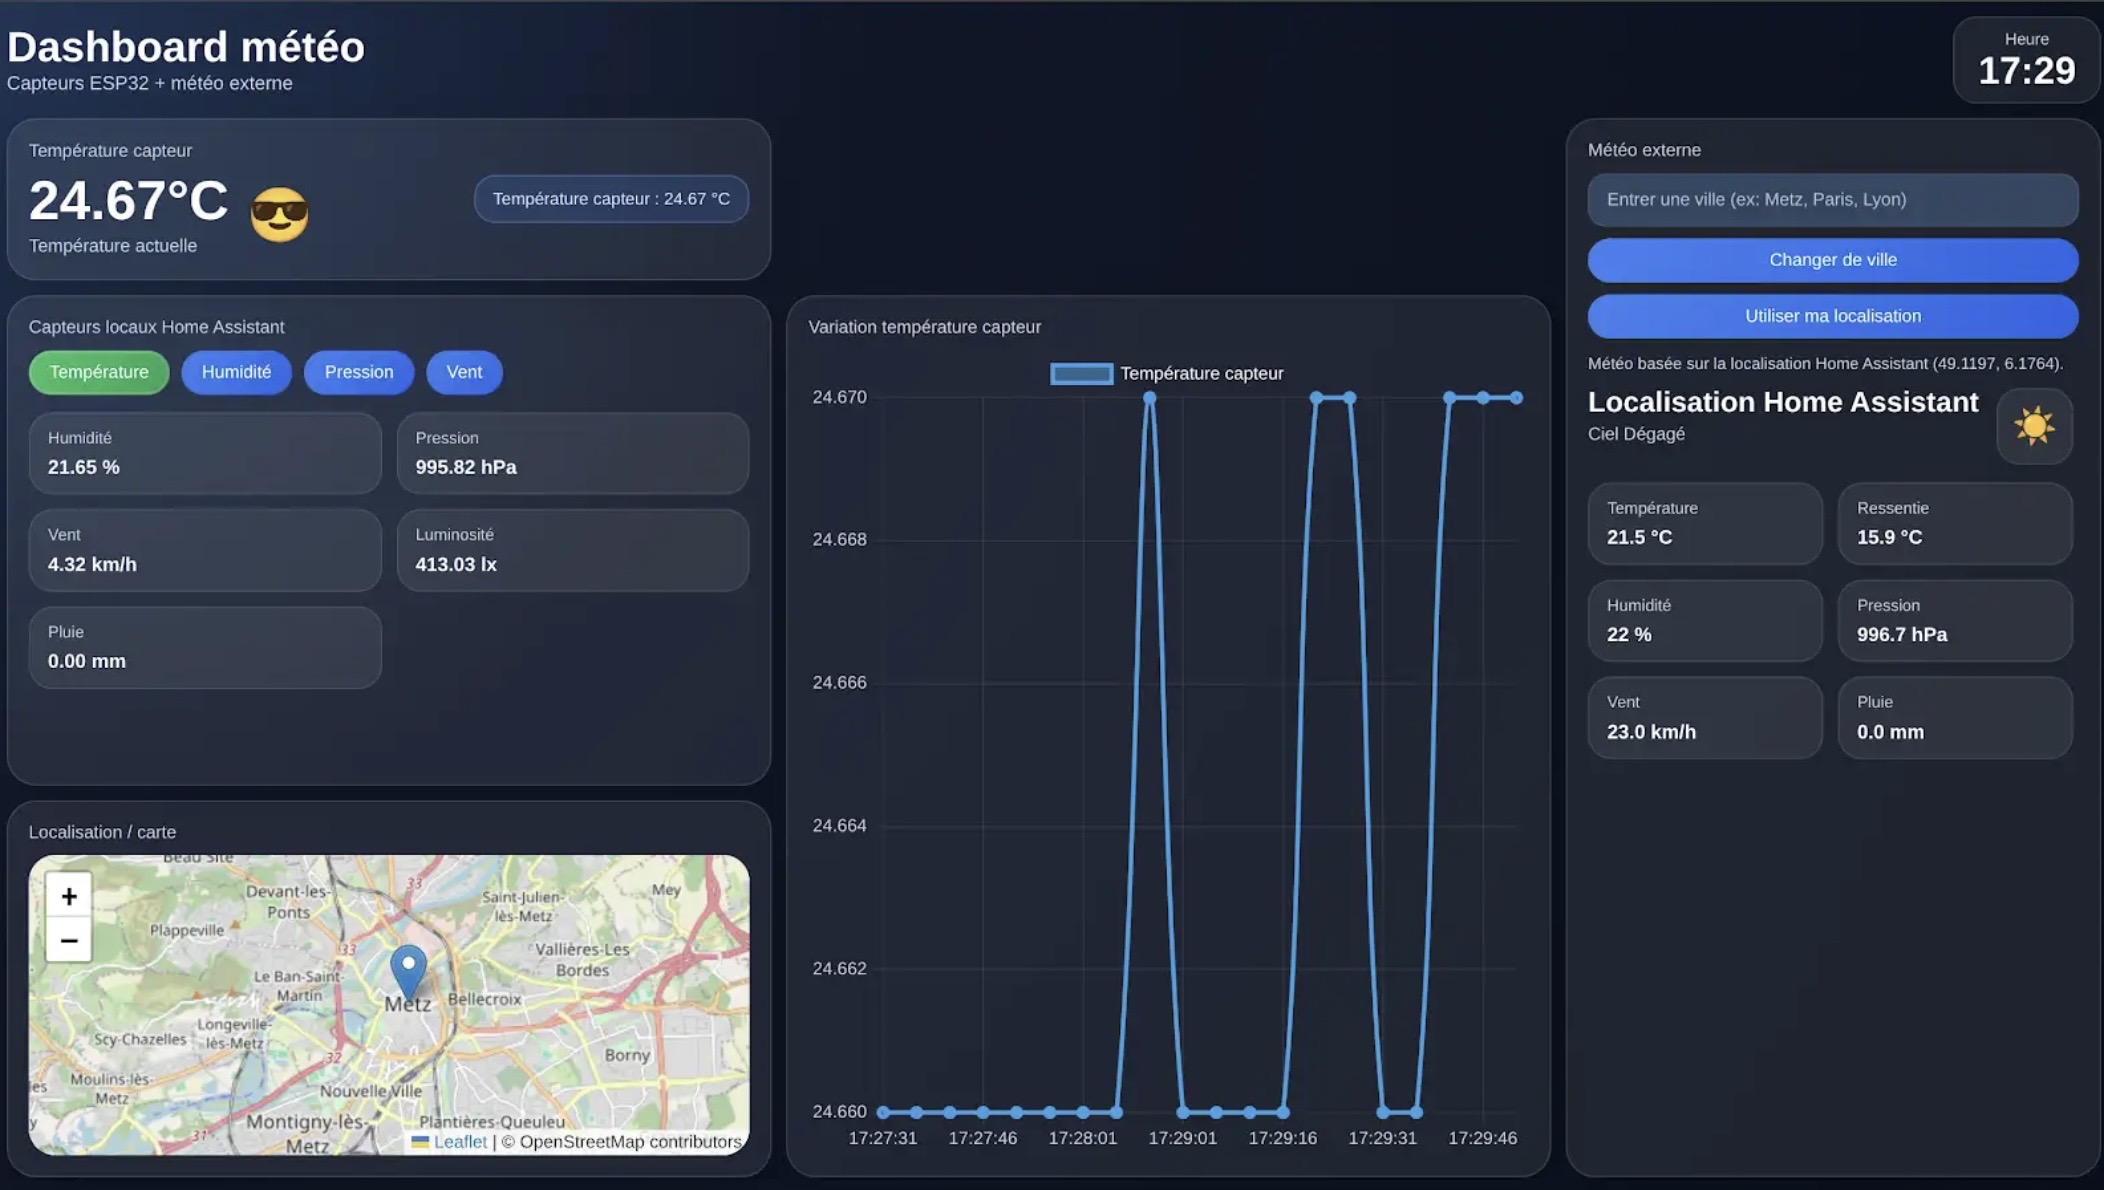 Dashboard météo
Capteurs ESP32 + météo externe
Heure
17:29
Température capteur
24.67°C
Température actuelle
Température capteur : 24.67 °C
Capteurs locaux Home Assistant
Température
Humidité
Pression
Vent
Humidité
21.65 %
Pression
995.82 hPa
Vent
4.32 km/h
Luminosité
413.03 lx
Pluie
0.00 mm
Localisation / carte
+
−
Beau Site
Devant-les-
Ponts
33
Saint-Julien-
lès-Metz
Mey
Plappeville
33
Vallières-Les
Bordes
Le Ban-Saint-
Martin
Metz
Bellecroix
Longeville-
lès-Metz
Scy-Chazelles
32
Borny
Moulins-lès-
Metz
Nouvelle Ville
Montigny-lès-
Metz
Plantières-Queuleu
31
Leaflet | © OpenStreetMap contributors
Variation température capteur
Température capteur
24.670
24.668
24.666
24.664
24.662
24.660
17:27:31
17:27:46
17:28:01
17:29:01
17:29:16
17:29:31
17:29:46
Météo externe
Entrer une ville (ex: Metz, Paris, Lyon)
Changer de ville
Utiliser ma localisation
Météo basée sur la localisation Home Assistant (49.1197, 6.1764).
Localisation Home Assistant
Ciel Dégagé
Température
21.5 °C
Ressentie
15.9 °C
Humidité
22 %
Pression
996.7 hPa
Vent
23.0 km/h
Pluie
0.0 mm